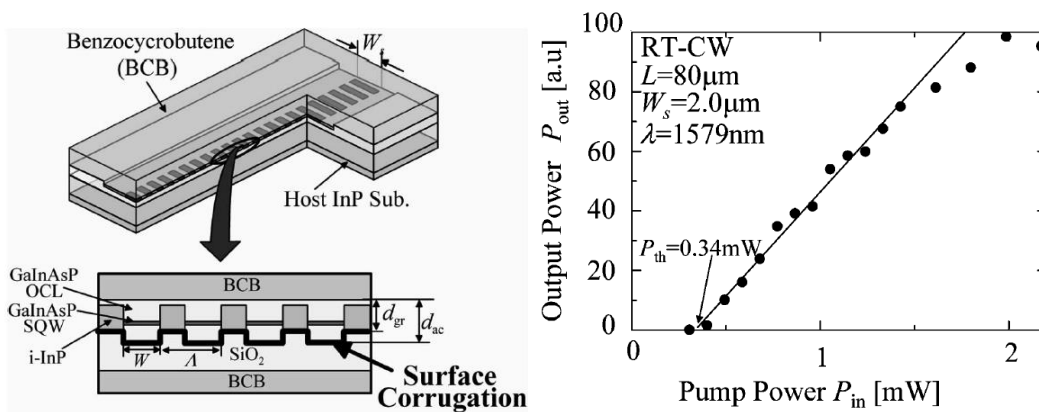 Benzocycrobutene
(BCB)
W_s
Host InP Sub.
GaInAsP
OCL
GaInAsP
SQW
i-InP
BCB
d_gr
d_ac
W
Λ
SiO₂
BCB
Surface
Corrugation
Output Power P_out [a.u]
100
80
60
40
20
0
RT-CW
L=80μm
W_s=2.0μm
λ=1579nm
P_th=0.34mW
0
1
2
Pump Power P_in [mW]